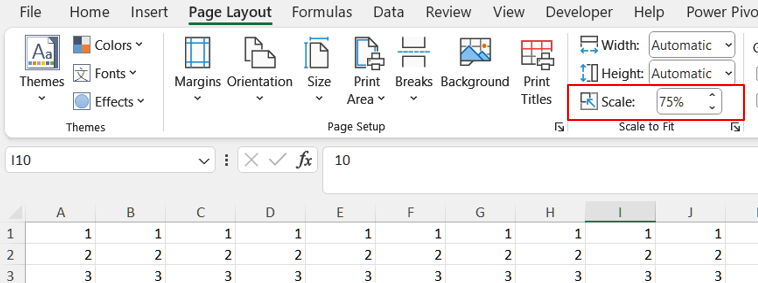 File Home Insert Page Layout Formulas Data Review View Developer Help Power Pivo
Aa Colors Width: Automatic
Fonts Height: Automatic
Themes Effects Margins Orientation Size Print Area Breaks Background Print Titles Scale: 75%
Themes Page Setup Scale to Fit
I10 fx 10
A B C D E F G H I J
1 1 1 1 1 1 1 1 1 1 1
2 2 2 2 2 2 2 2 2 2 2
3 3 3 3 3 3 3 3 3 3 3